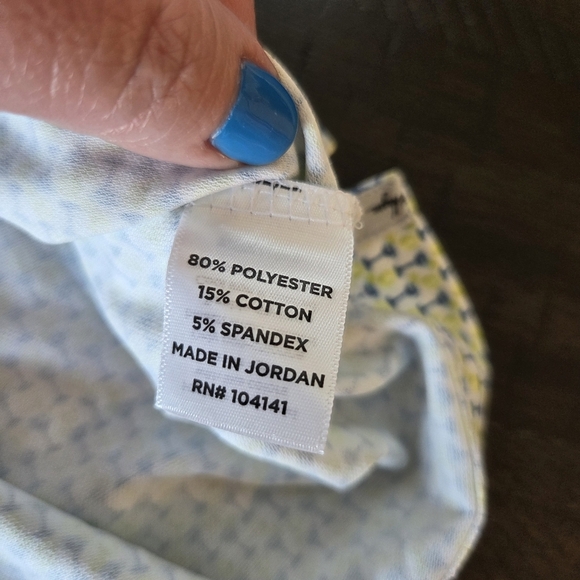 80% POLYESTER
15% COTTON
5% SPANDEX
MADE IN JORDAN
RN# 104141